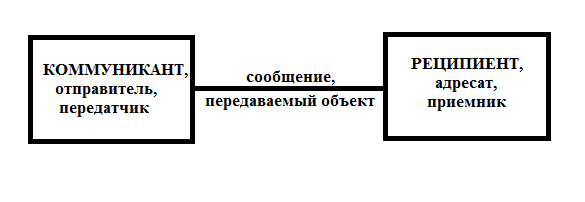 КОММУНИКАНТ,
отправитель,
передатчик
сообщение,
передаваемый объект
РЕЦИПИЕНТ,
адресат,
приемник